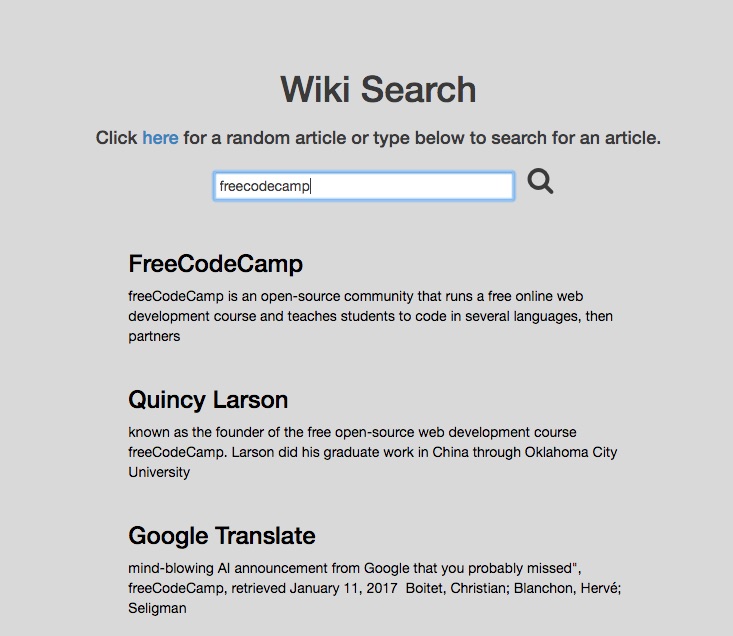 Wiki Search
Click here for a random article or type below to search for an article.
freecodecamp
FreeCodeCamp
freeCodeCamp is an open-source community that runs a free online web
development course and teaches students to code in several languages, then
partners
Quincy Larson
known as the founder of the free open-source web development course
freeCodeCamp. Larson did his graduate work in China through Oklahoma City
University
Google Translate
mind-blowing AI announcement from Google that you probably missed",
freeCodeCamp, retrieved January 11, 2017  Boitet, Christian; Blanchon, Hervé;
Seligman